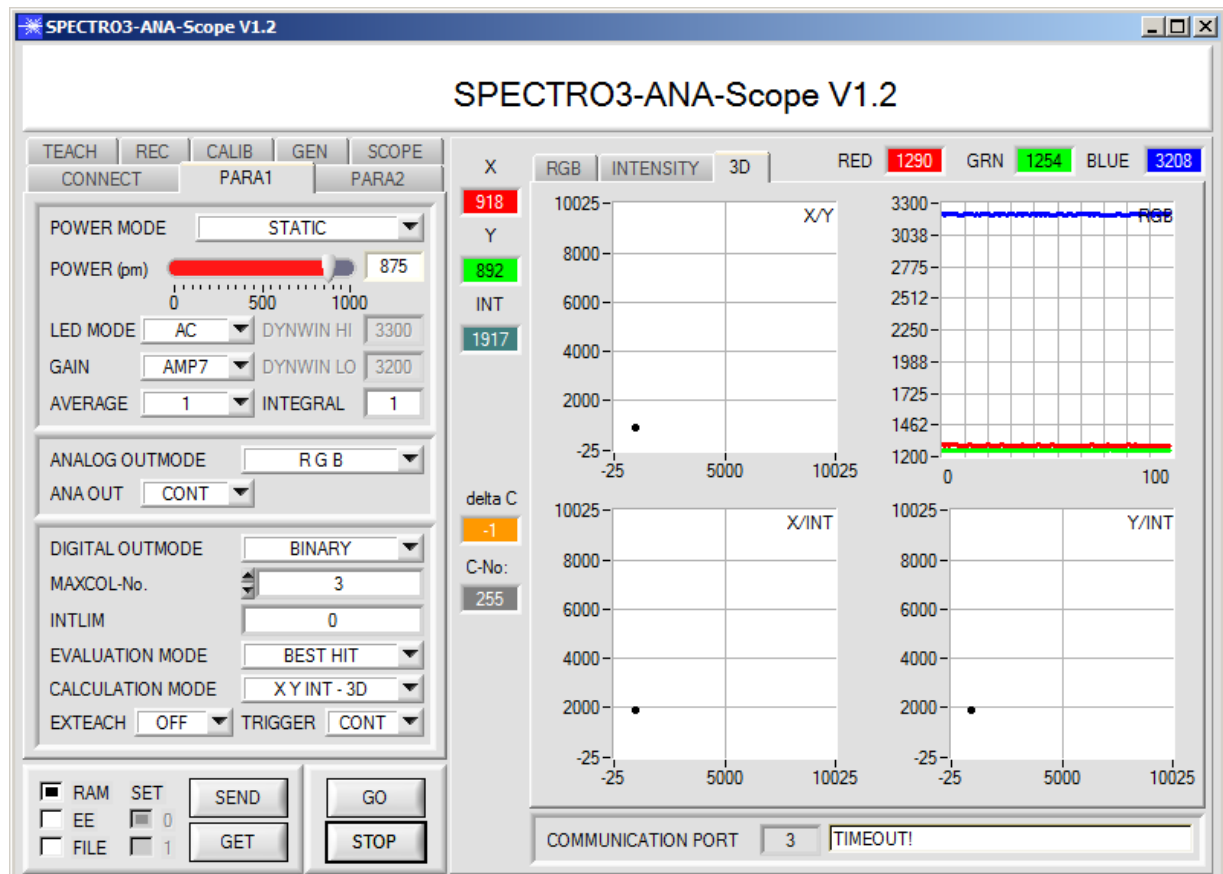 SPECTRO3-ANA-Scope V1.2
SPECTRO3-ANA-Scope V1.2
TEACH REC CALIB GEN SCOPE
CONNECT PARA1 PARA2
POWER MODE STATIC
POWER (pm) 875
0 500 1000
LED MODE AC DYNWIN HI 3300
GAIN AMP7 DYNWIN LO 3200
AVERAGE 1 INTEGRAL 1
ANALOG OUTMODE R G B
ANA OUT CONT
DIGITAL OUTMODE BINARY
MAXCOL-No. 3
INTLIM 0
EVALUATION MODE BEST HIT
CALCULATION MODE X Y INT - 3D
EXTEACH OFF TRIGGER CONT
RAM SET SEND GO
EE 0
FILE 1 GET STOP
X
918
Y
892
INT
1917
delta C
-1
C-No:
255
RGB INTENSITY 3D RED 1290 GRN 1254 BLUE 3208
X/Y
10025
8000
6000
4000
2000
-25
-25 5000 10025
RGB
3300
3038
2775
2512
2250
1988
1725
1462
1200
0 100
X/INT
10025
8000
6000
4000
2000
-25
-25 5000 10025
Y/INT
10025
8000
6000
4000
2000
-25
-25 5000 10025
COMMUNICATION PORT 3 TIMEOUT!